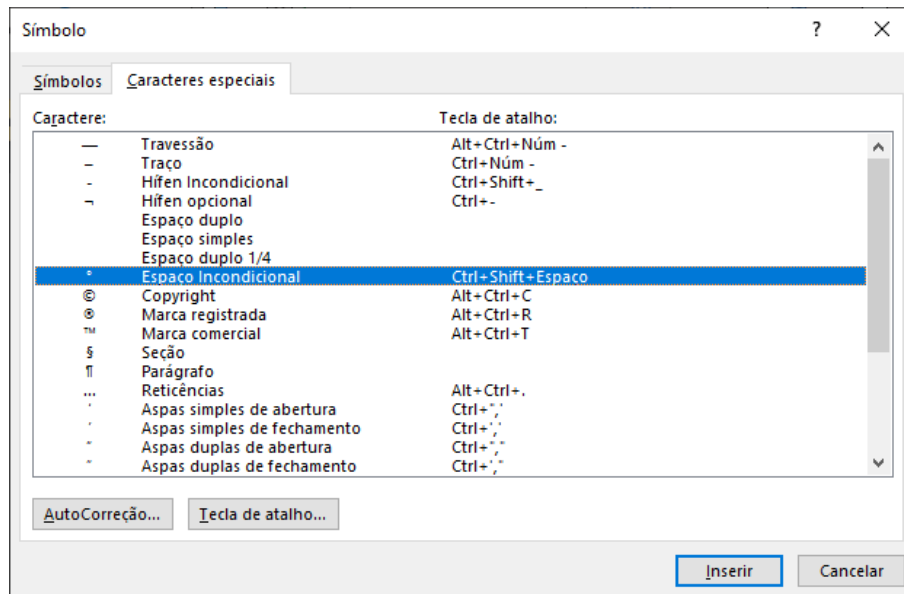 Símbolo ? ×
Símbolos Caracteres especiais
Caractere: Tecla de atalho:
— Travessão Alt+Ctrl+Núm -
– Traço Ctrl+Núm -
- Hífen Incondicional Ctrl+Shift+_
¬ Hífen opcional Ctrl+-
Espaço duplo
Espaço simples
Espaço duplo 1/4
° Espaço Incondicional Ctrl+Shift+Espaço
© Copyright Alt+Ctrl+C
® Marca registrada Alt+Ctrl+R
™ Marca comercial Alt+Ctrl+T
§ Seção
¶ Parágrafo
... Reticências Alt+Ctrl+.
‘ Aspas simples de abertura Ctrl+`,'
’ Aspas simples de fechamento Ctrl+','
“ Aspas duplas de abertura Ctrl+`,"
” Aspas duplas de fechamento Ctrl+',"
AutoCorreção... Tecla de atalho...
Inserir Cancelar